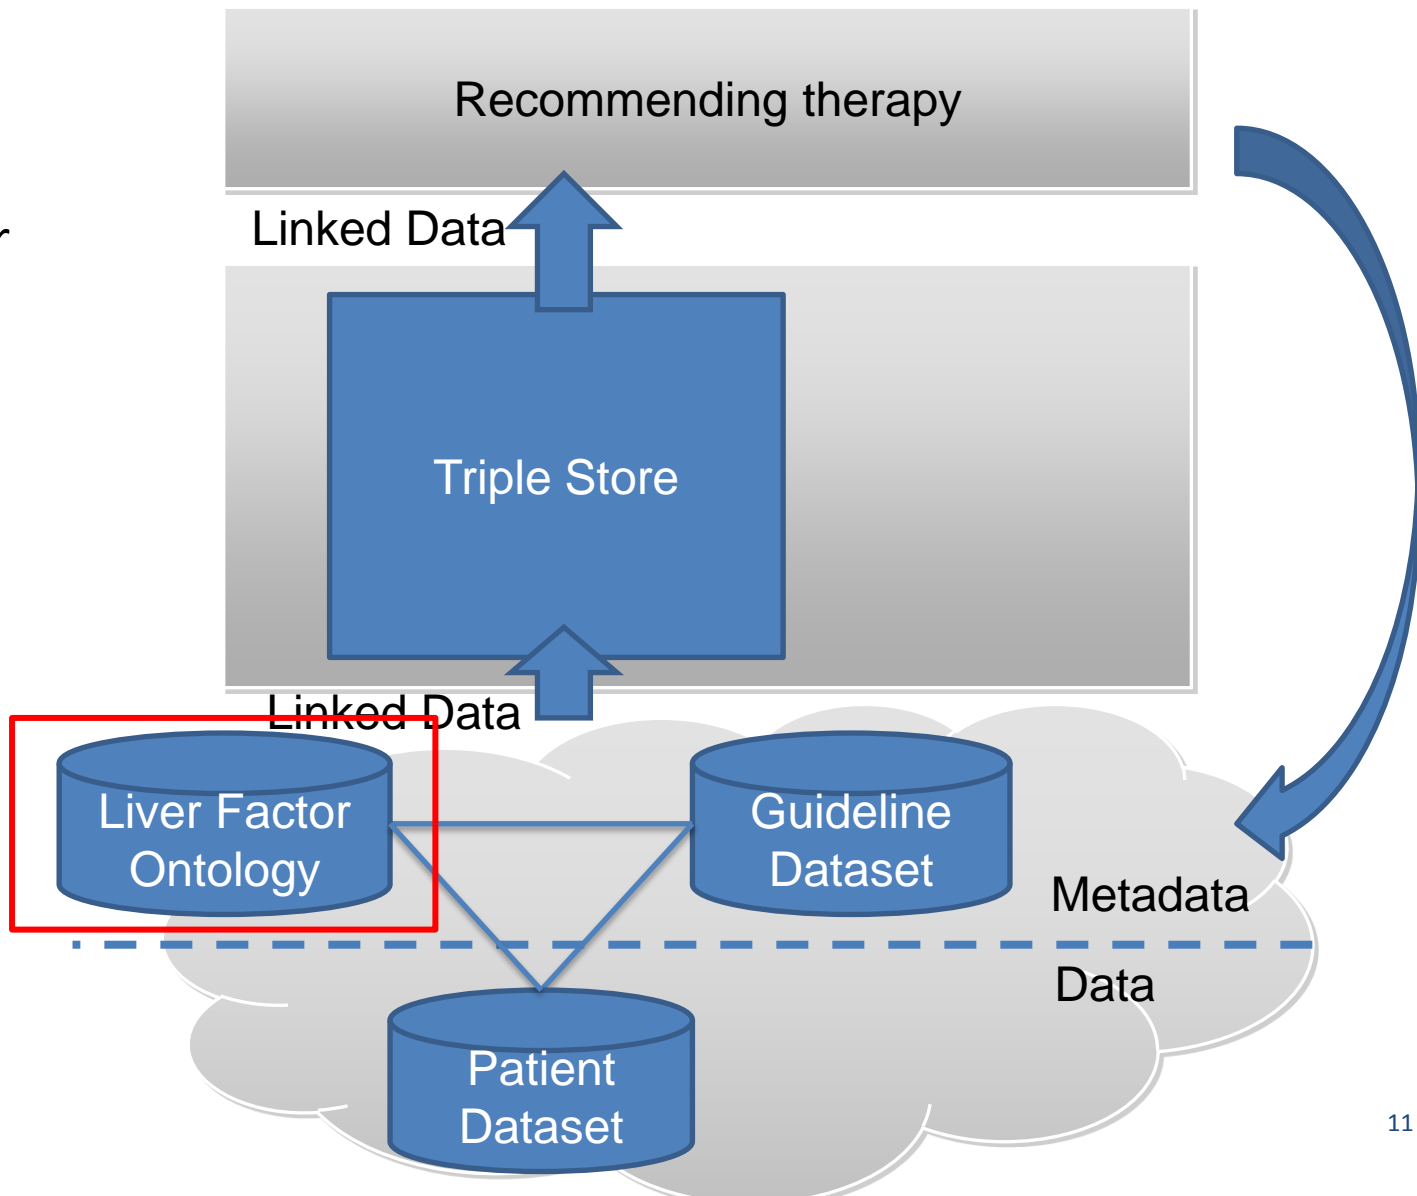 Recommending therapy
r
Linked Data
Triple Store
Linked Data
Liver Factor
Ontology
Guideline
Dataset
Metadata
Data
Patient
Dataset
11